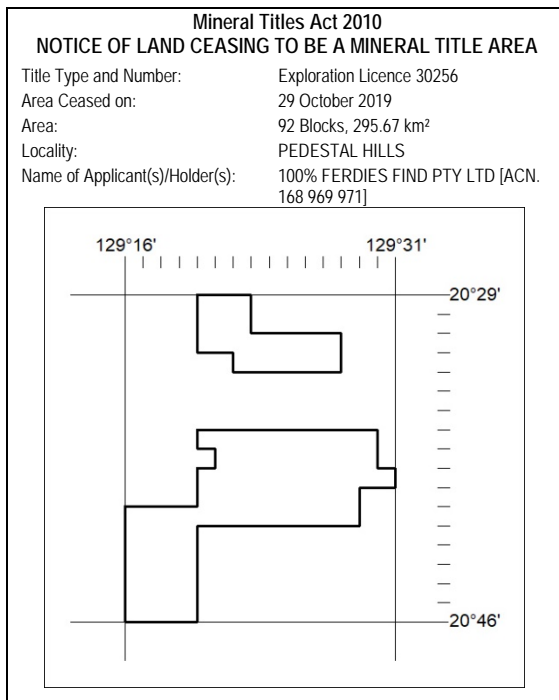 Mineral Titles Act 2010
NOTICE OF LAND CEASING TO BE A MINERAL TITLE AREA
Title Type and Number: Exploration Licence 30256
Area Ceased on: 29 October 2019
Area: 92 Blocks, 295.67 km²
Locality: PEDESTAL HILLS
Name of Applicant(s)/Holder(s): 100% FERDIES FIND PTY LTD [ACN.
168 969 971]
129°16' 129°31'
20°29'
20°46'